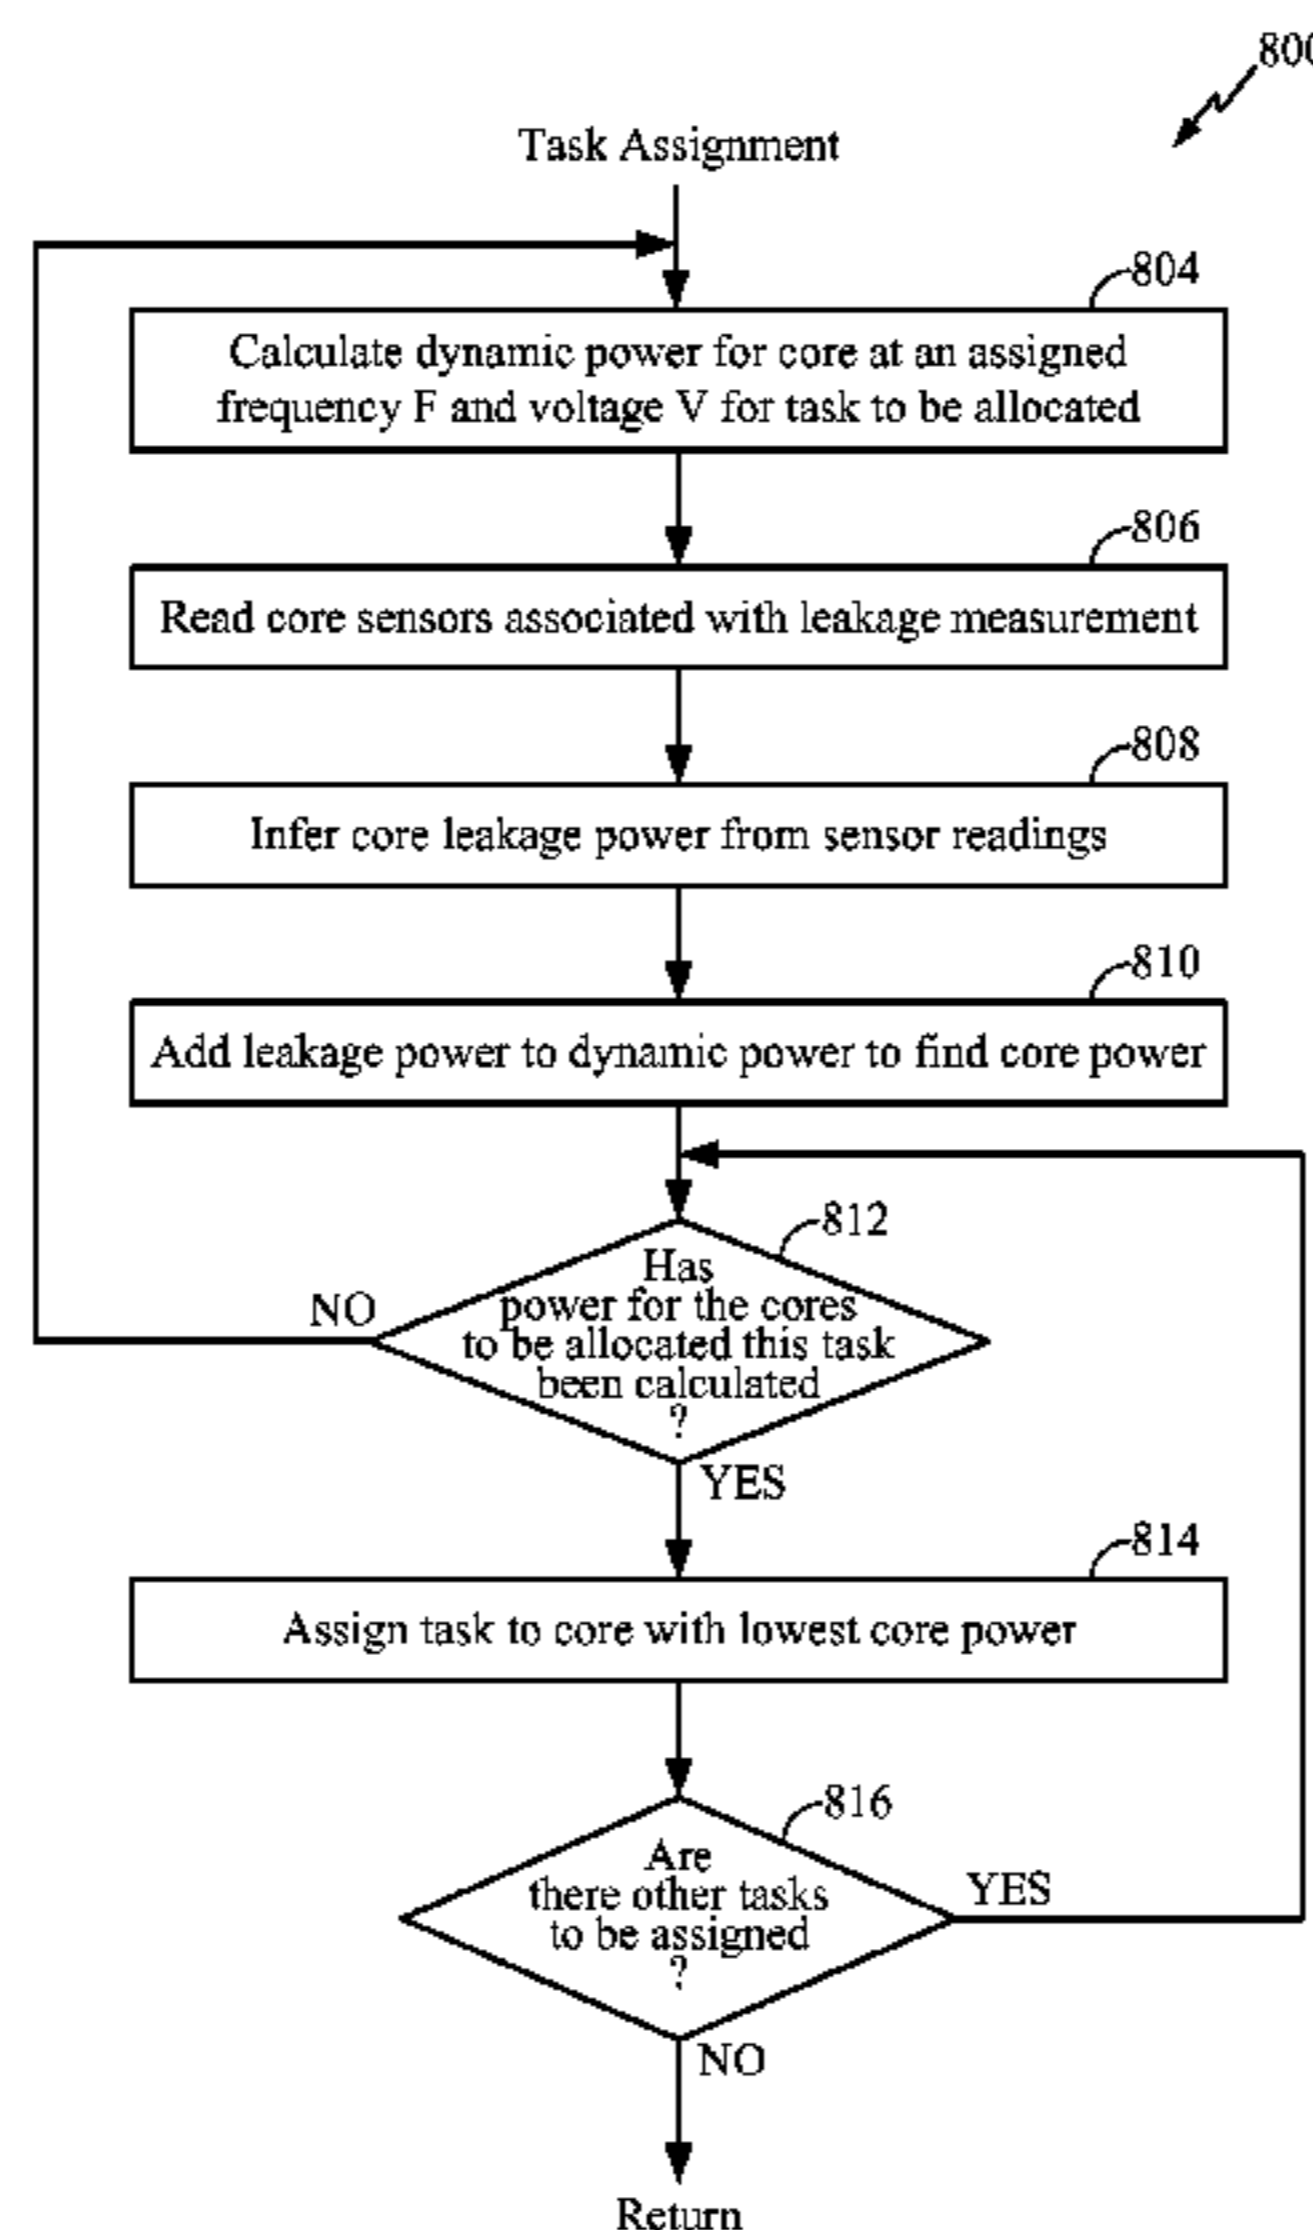 800
Task Assignment
804
Calculate dynamic power for core at an assigned
frequency F and voltage V for task to be allocated
806
Read core sensors associated with leakage measurement
808
Infer core leakage power from sensor readings
810
Add leakage power to dynamic power to find core power
812
Has
power for the cores
to be allocated this task
been calculated
?
NO
YES
814
Assign task to core with lowest core power
816
Are
there other tasks
to be assigned
?
YES
NO
Return